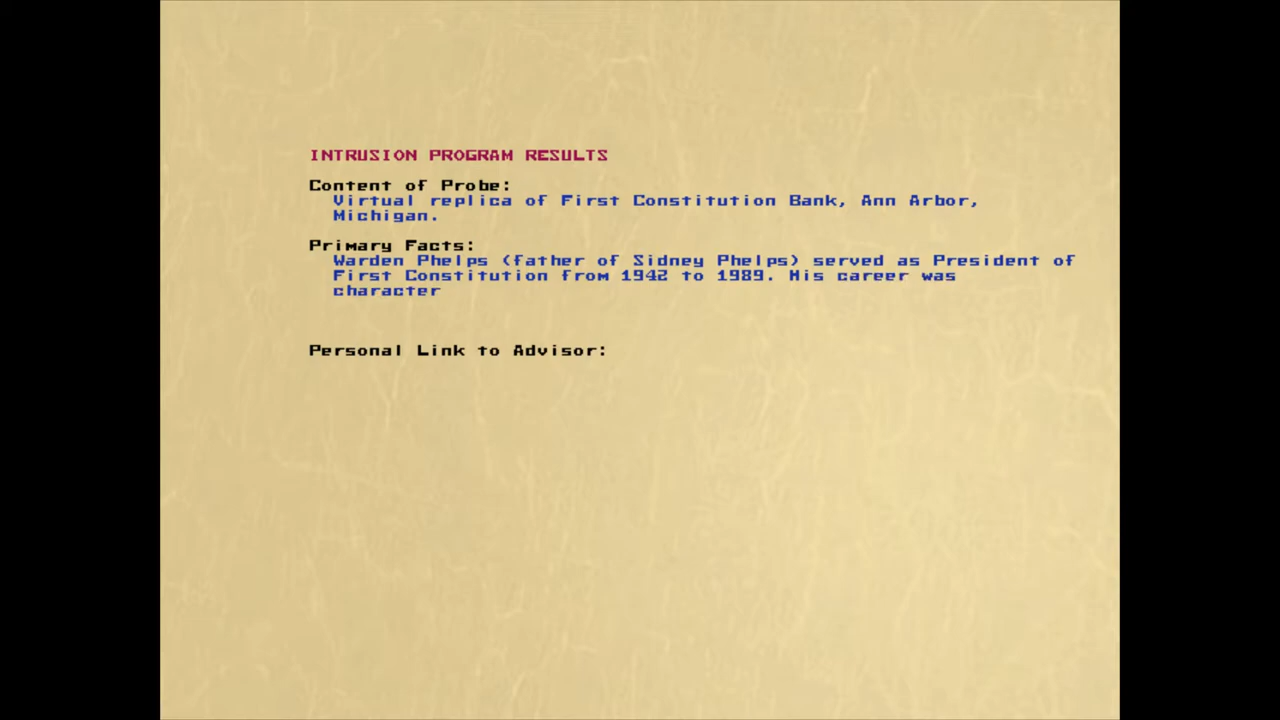 INTRUSION PROGRAM RESULTS
Content of Probe:
Virtual replica of First Constitution Bank, Ann Arbor,
Michigan.
Primary Facts:
Warden Phelps (father of Sidney Phelps) served as President of
First Constitution from 1942 to 1989. His career was
character
Personal Link to Advisor: